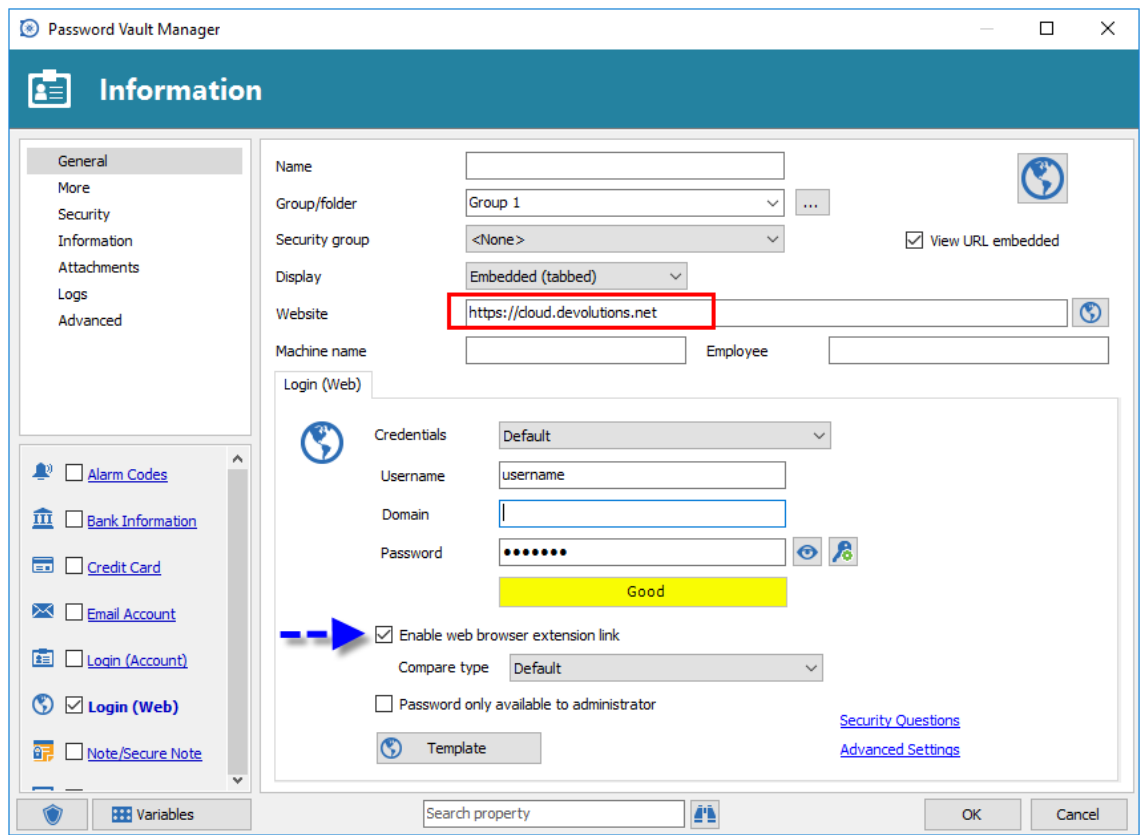 Password Vault Manager
Information
General
More
Security
Information
Attachments
Logs
Advanced
Name
Group/folder Group 1 ...
Security group <None> View URL embedded
Display Embedded (tabbed)
Website https://cloud.devolutions.net
Machine name Employee
Login (Web)
Credentials Default
Username username
Domain
Password •••••••
Good
Enable web browser extension link
Compare type Default
Password only available to administrator
Security Questions
Template
Advanced Settings
Alarm Codes
Bank Information
Credit Card
Email Account
Login (Account)
Login (Web)
Note/Secure Note
Variables
Search property
OK
Cancel